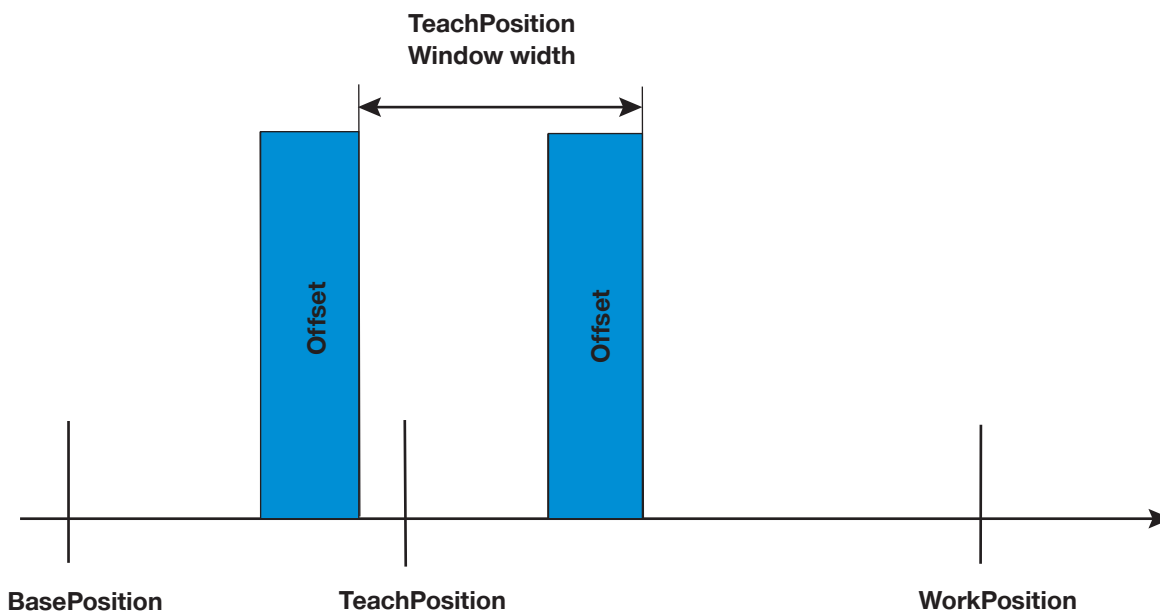 TeachPosition
Window width
Offset
Offset
BasePosition
TeachPosition
WorkPosition